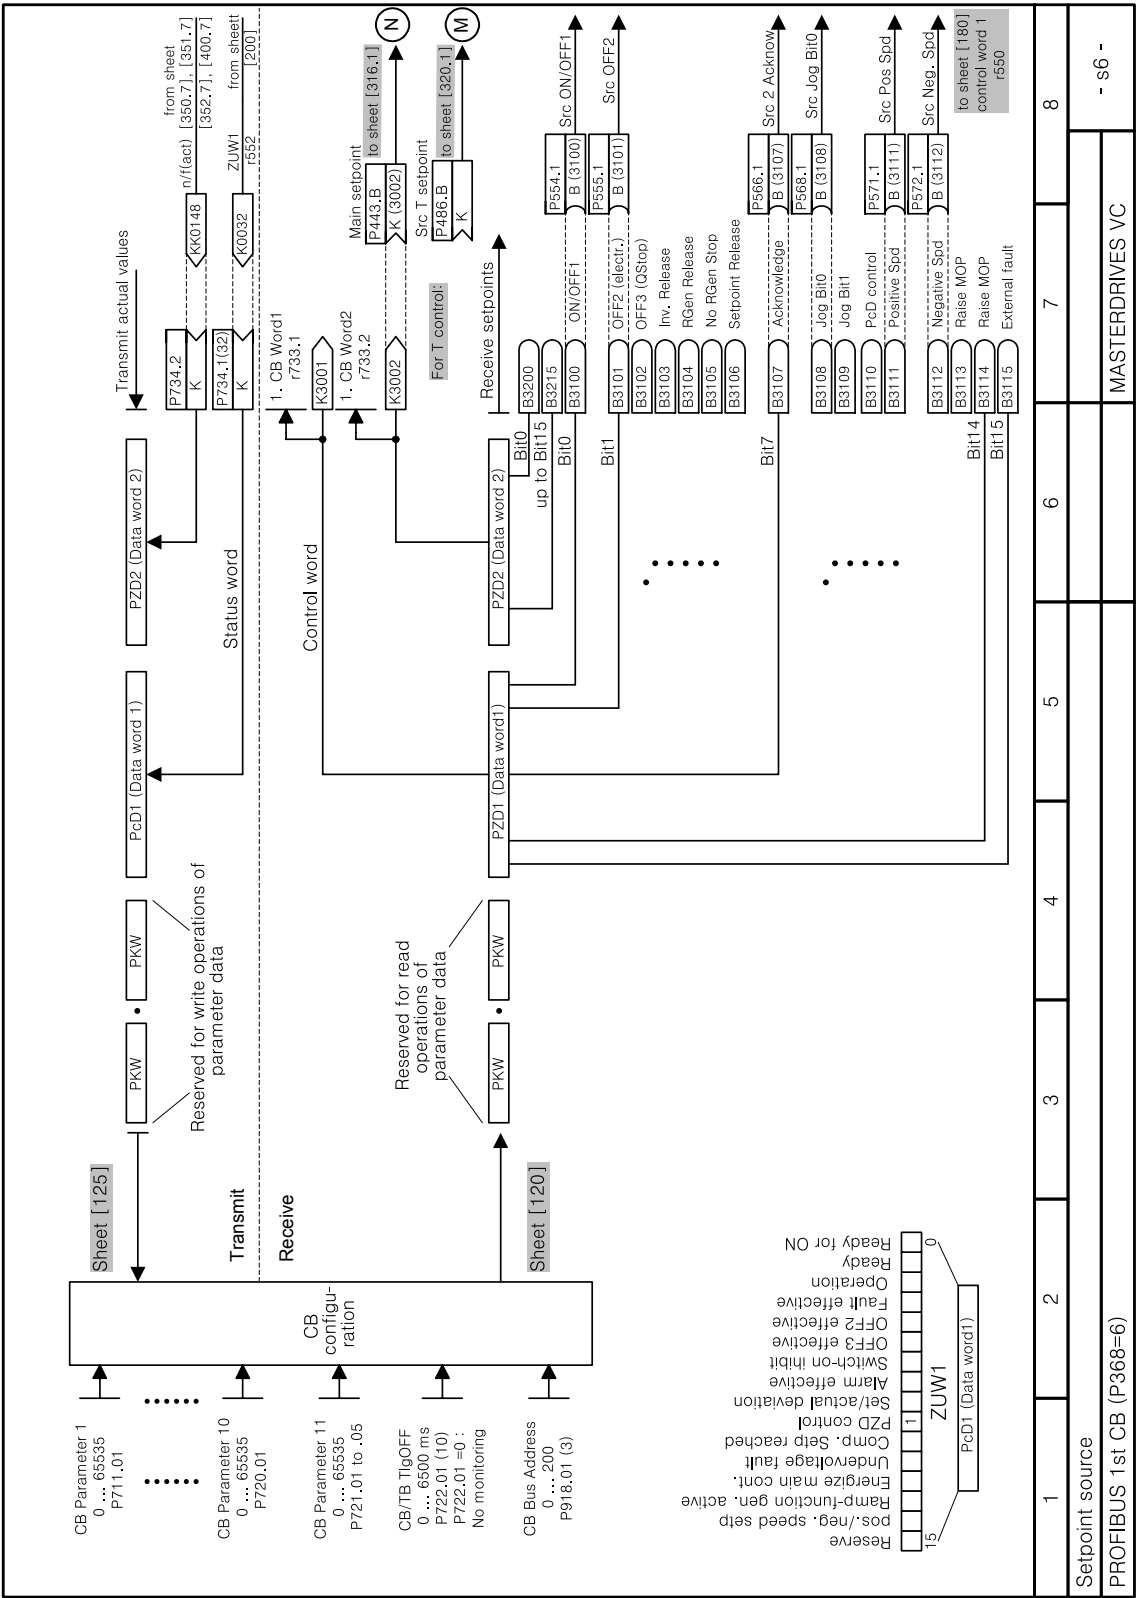 CB Parameter 1
0 ... 65535
P711.01
CB Parameter 10
0 ... 65535
P720.01
CB Parameter 11
0 ... 65535
P721.01 to .05
CB/TB TlgOFF
0 ... 6500 ms
P722.01 (10)
P722.01 =0 :
No monitoring
CB Bus Address
0 ... 200
P918.01 (3)
CB
configu-
ration
Sheet [125]
Transmit
Receive
Sheet [120]
PKW
PKW
Reserved for write operations of
parameter data
PcD1 (Data word 1)
PZD2 (Data word 2)
Transmit actual values
Status word
P734.2
K
KK0148
n/f(act)
from sheet
[350.7], [351.7]
[352.7], [400.7]
P734.1(32)
K
K0032
ZUW1
r552
from sheett
[200]
Control word
1. CB Word1
r733.1
K3001
1. CB Word2
r733.2
K3002
Main setpoint
P443.B
K (3002)
to sheet [316.1]
N
For T control:
Src T setpoint
P486.B
K
to sheet [320.1]
M
Reserved for read
operations of
parameter data
PKW
PKW
PZD1 (Data word1)
PZD2 (Data word 2)
Receive setpoints
Bit0
B3200
up to Bit15
B3215
Bit0
B3100
ON/OFF1
P554.1
B (3100)
Src ON/OFF1
Bit1
B3101
OFF2 (electr.)
P555.1
B (3101)
Src OFF2
B3102
OFF3 (QStop)
B3103
Inv. Release
B3104
RGen Release
B3105
No RGen Stop
B3106
Setpoint Release
Bit7
B3107
Acknowledge
P566.1
B (3107)
Src 2 Acknow
B3108
Jog Bit0
P568.1
B (3108)
Src Jog Bit0
B3109
Jog Bit1
B3110
PcD control
B3111
Positive Spd
P571.1
B (3111)
Src Pos Spd
B3112
Negative Spd
P572.1
B (3112)
Src Neg. Spd
B3113
Raise MOP
Bit14
B3114
Raise MOP
Bit15
B3115
External fault
to sheet [180]
control word 1
r550
Reserve
pos./neg. speed setp
Ramp-function gen. active
Energize main cont.
Undervoltage fault
Comp. Setp reached
PZD control
Set/actual deviation
Alarm effective
Switch-on ihibit
OFF3 effective
OFF2 effective
Fault effective
Operation
Ready
Ready for ON
1
15
ZUW1
0
PcD1 (Data word1)
1
2
3
4
5
6
7
8
Setpoint source
PROFIBUS 1st CB (P368=6)
MASTERDRIVES VC
- s6 -